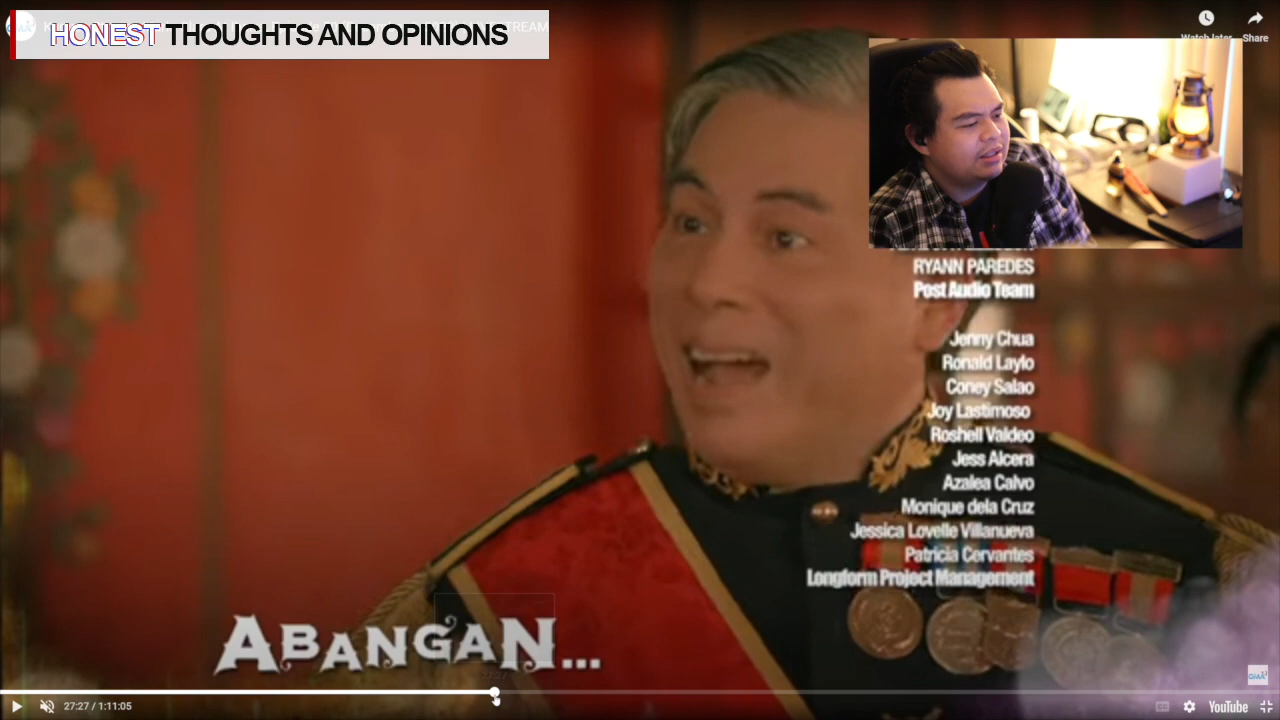 HONEST THOUGHTS AND OPINIONS
Watch later
Share
RYANN PAREDES
Post Audio Team
Jenny Chua
Ronald Laylo
Coney Salao
Joy Lastimoso
Roshell Valdeo
Jess Alcera
Azalea Calvo
Monique dela Cruz
Jessica Lovelle Villanueva
Patricia Cervantes
Longform Project Management
ABANGAN...
27:27 / 1:11:05
YouTube